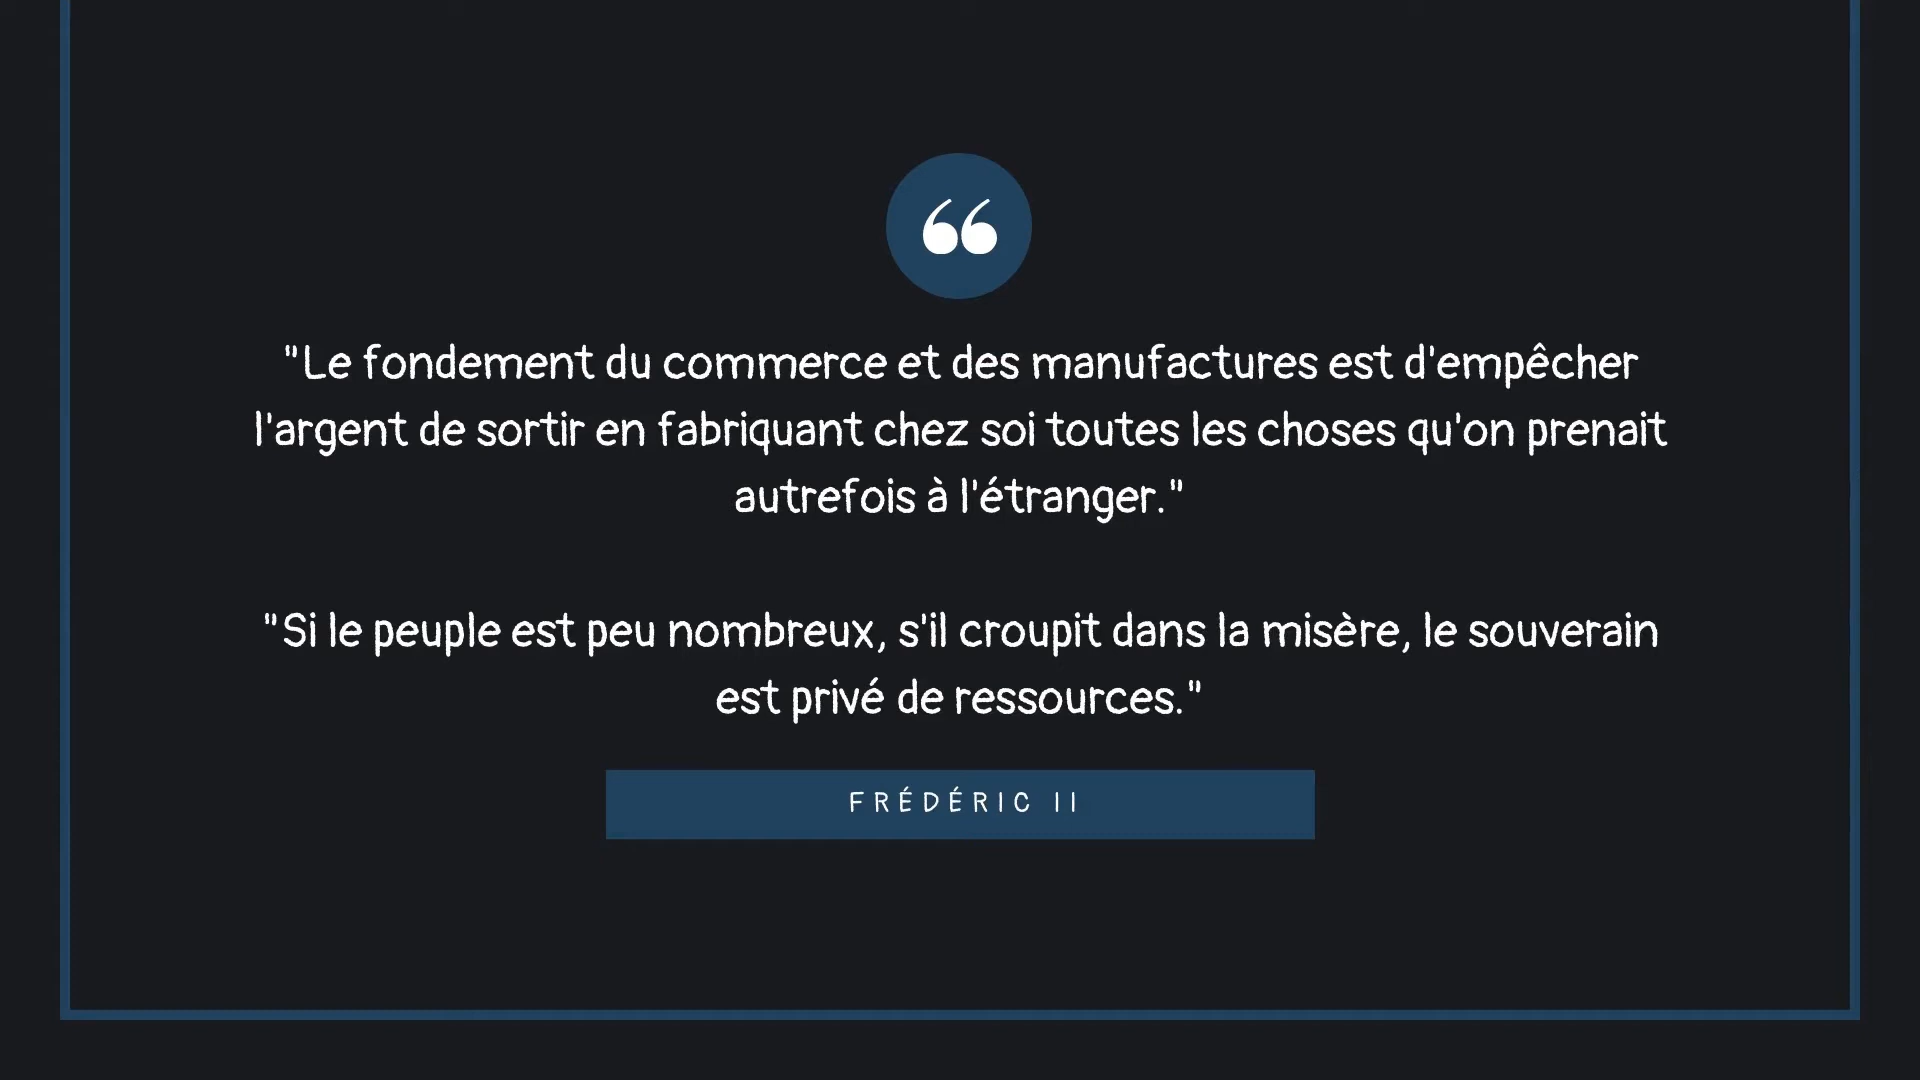 "Le fondement du commerce et des manufactures est d'empêcher
l'argent de sortir en fabriquant chez soi toutes les choses qu'on prenait
autrefois à l'étranger."
"Si le peuple est peu nombreux, s'il croupit dans la misère, le souverain
est privé de ressources."
FRÉDÉRIC II